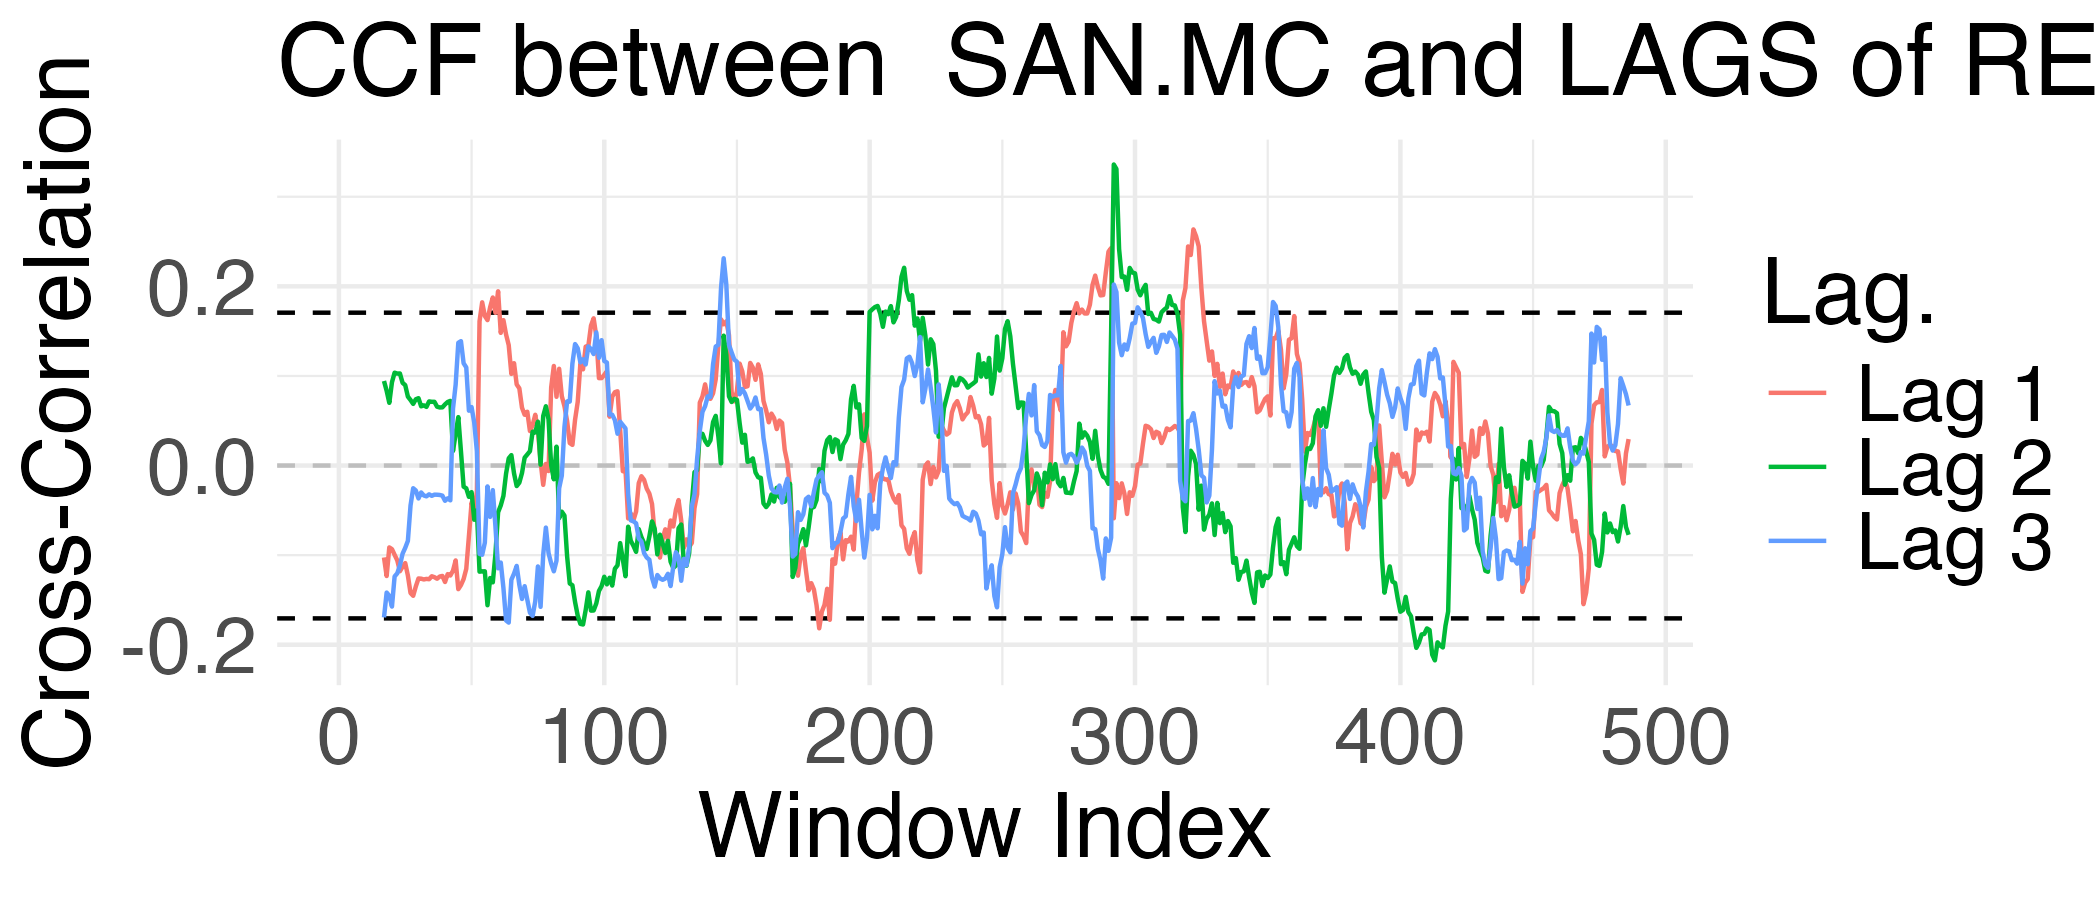 CCF between  SAN.MC and LAGS of RE
Cross-Correlation
0.2
0.0
-0.2
0 100 200 300 400 500
Window Index
Lag.
Lag 1
Lag 2
Lag 3